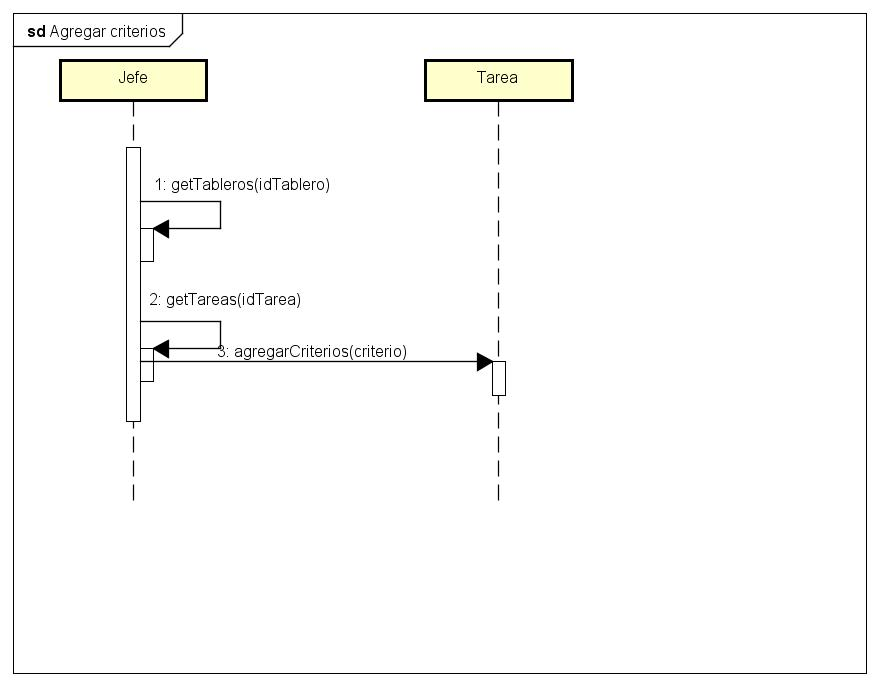 sd Agregar criterios
Jefe
Tarea
1: getTableros(idTablero)
2: getTareas(idTarea)
3: agregarCriterios(criterio)